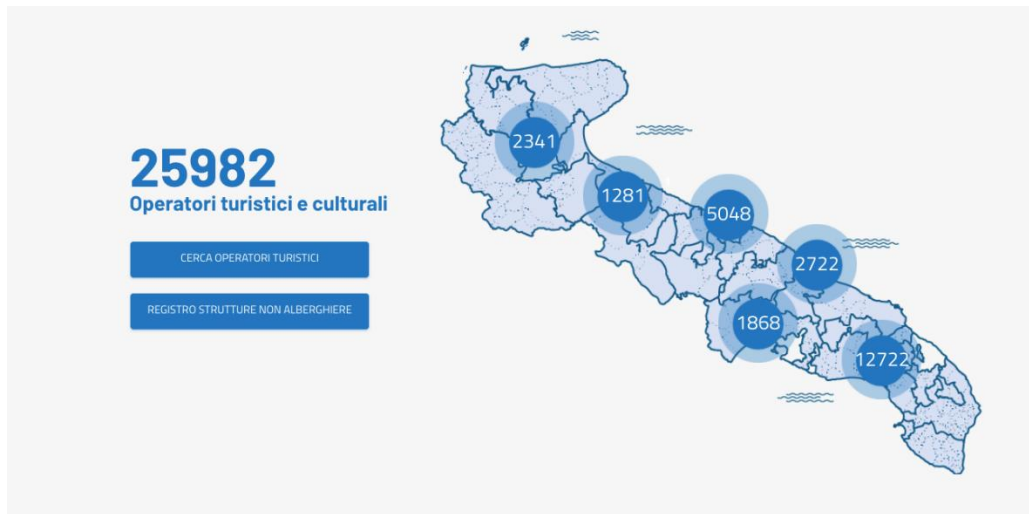 25982
Operatori turistici e culturali
CERCA OPERATORI TURISTICI
REGISTRO STRUTTURE NON ALBERGHIERE
2341
1281
5048
2722
1868
12722